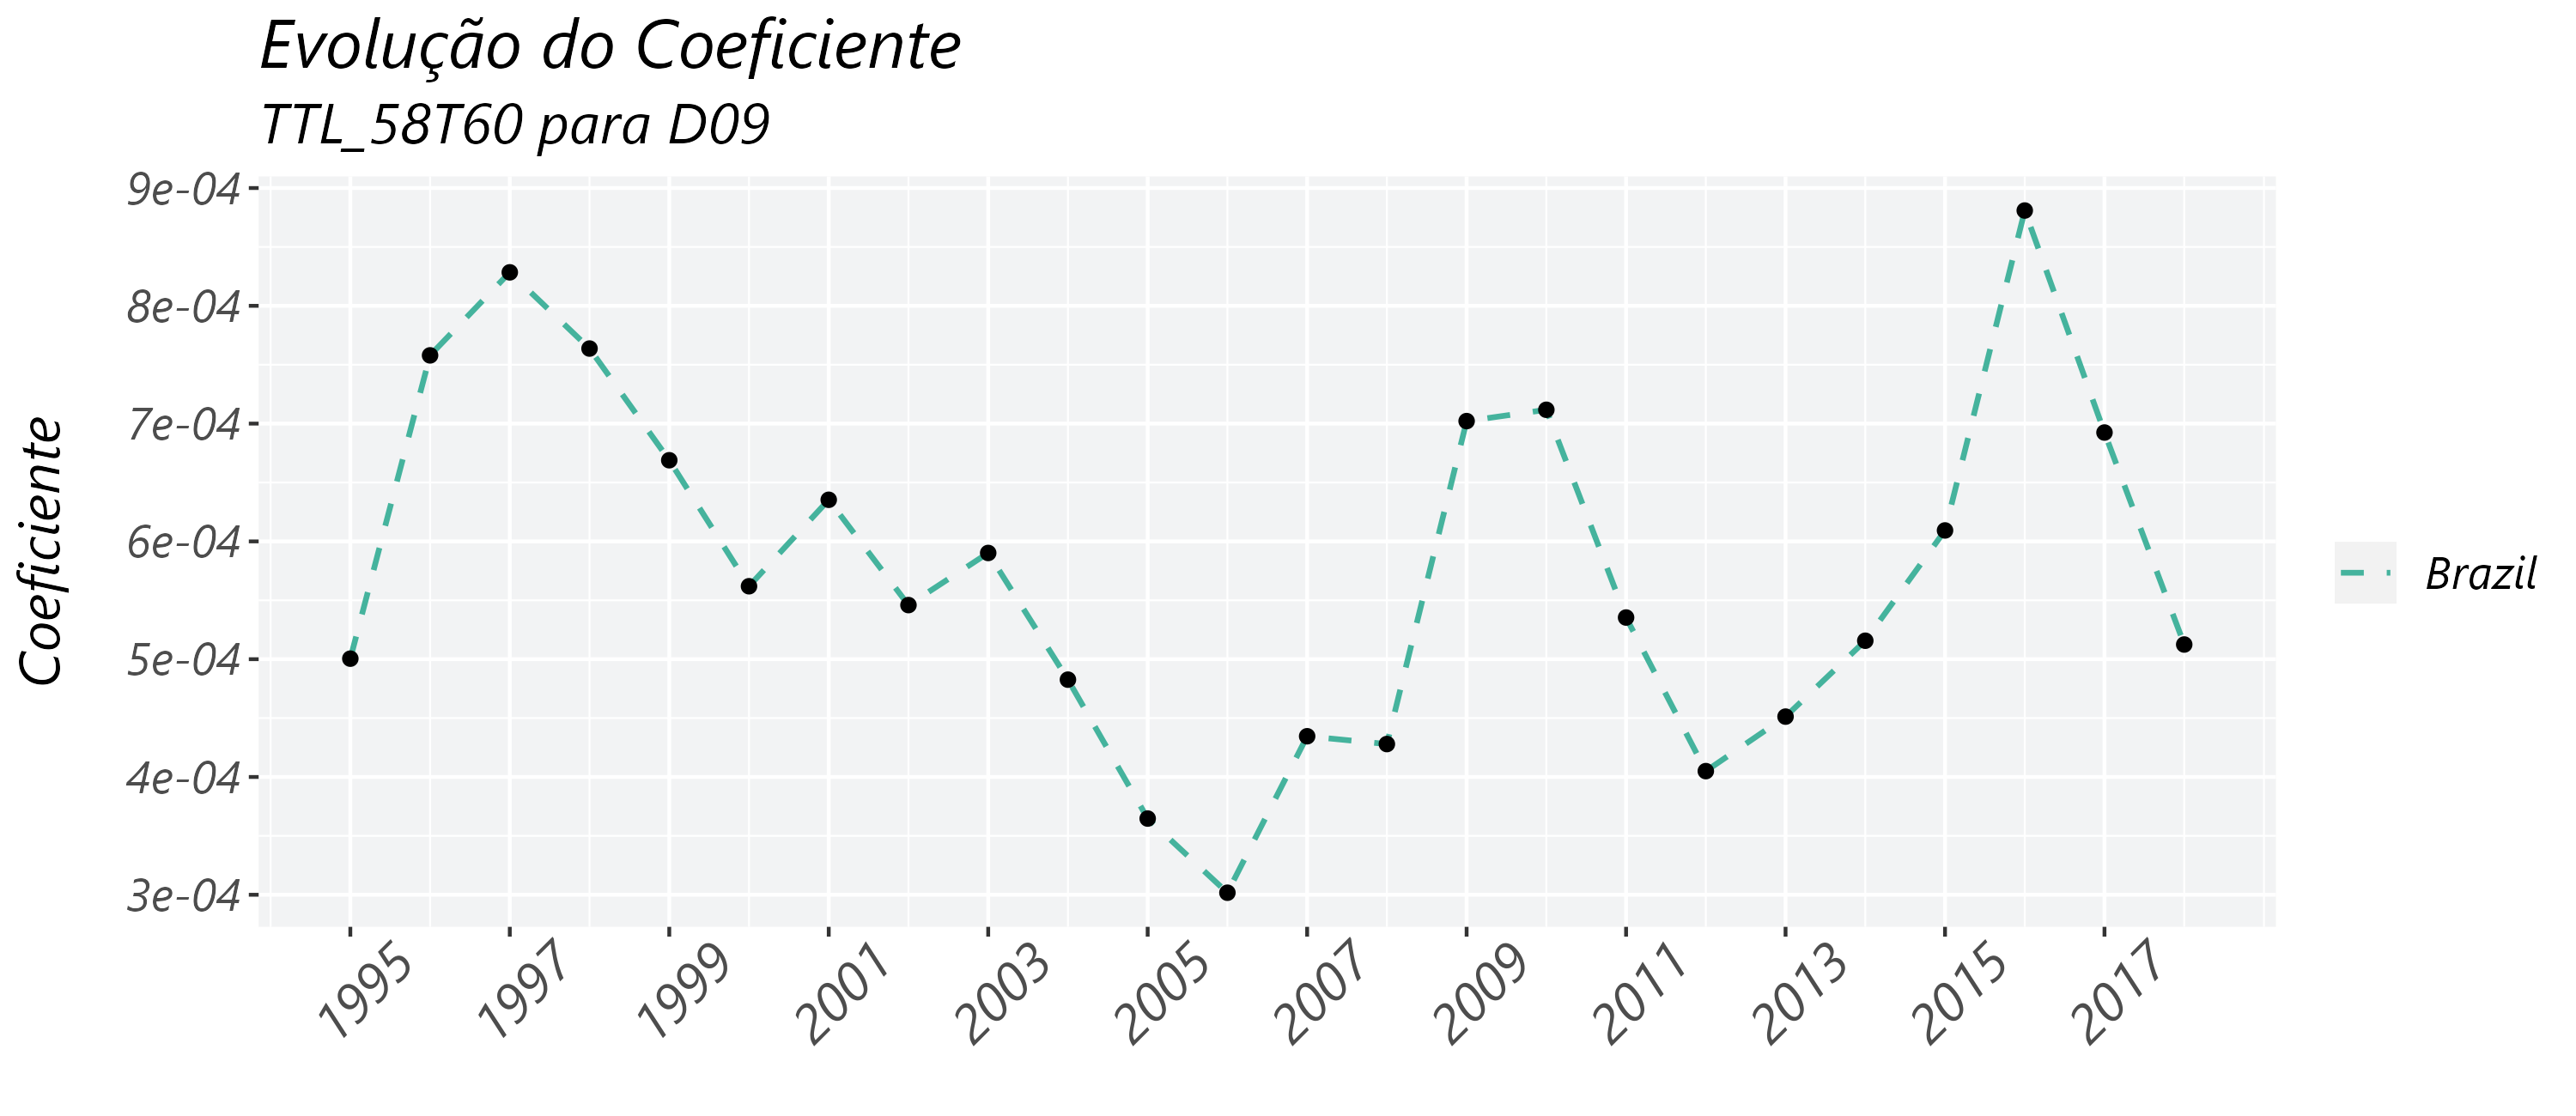 Evolução do Coeficiente
TTL_58T60 para D09
9e-04
8e-04
7e-04
6e-04
5e-04
4e-04
3e-04
Coeficiente
1995
1997
1999
2001
2003
2005
2007
2009
2011
2013
2015
2017
Brazil